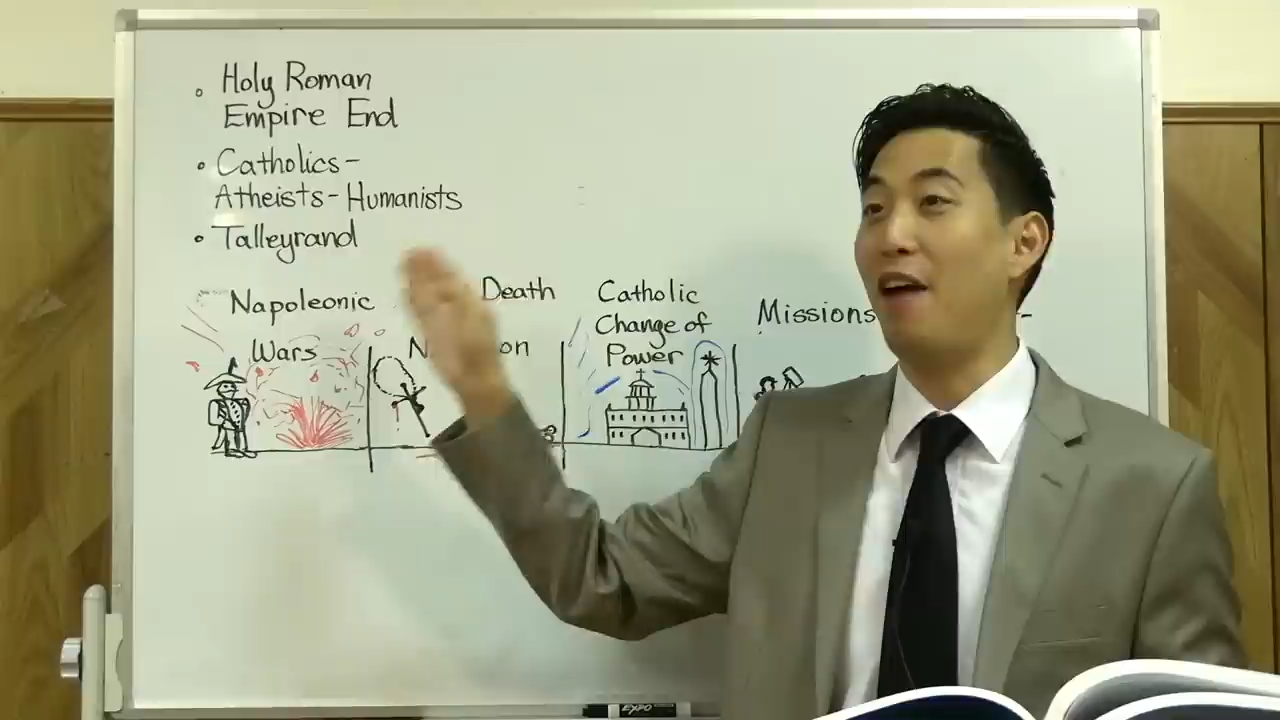 Holy Roman
Empire End
Catholics-
Atheists-Humanists
Talleyrand
Napoleonic
Wars
Death
Catholic
Change of
Power
Missions
EXPO